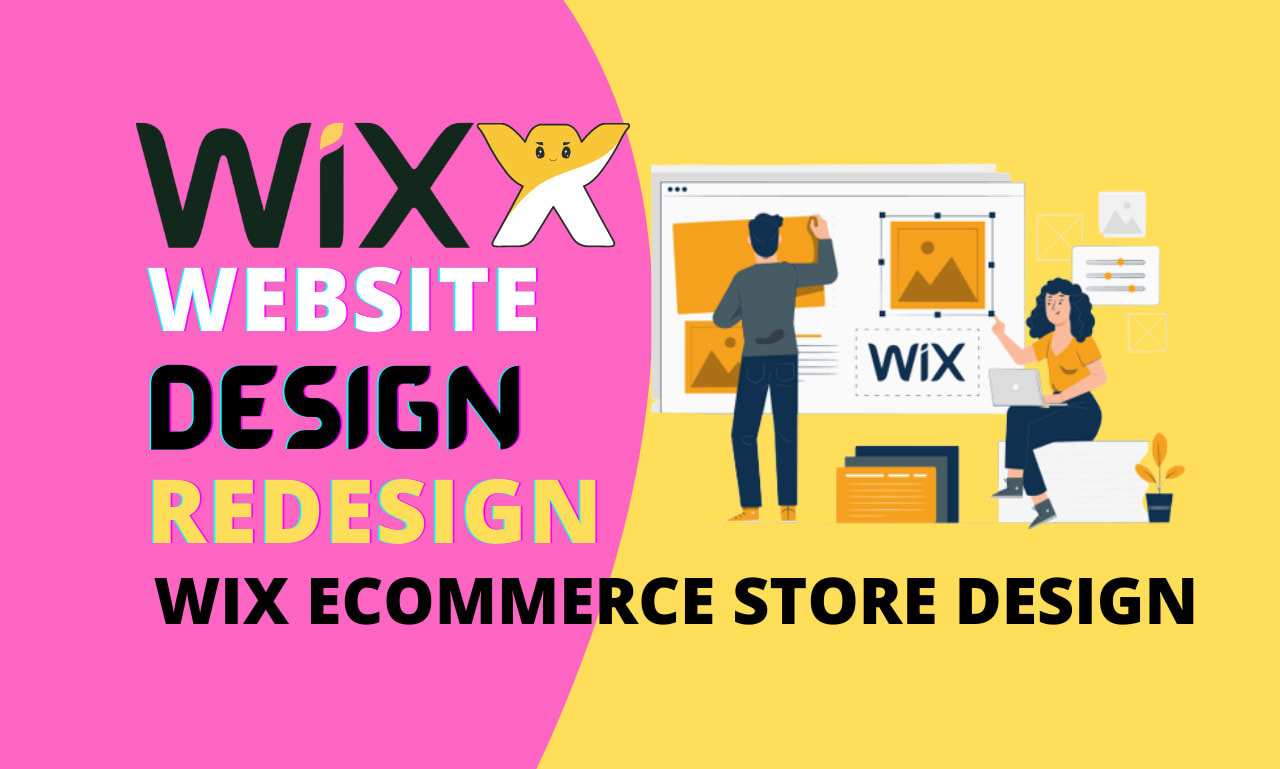 WiX X
WEBSITE
DESIGN
REDESIGN
WIX ECOMMERCE STORE DESIGN
WiX